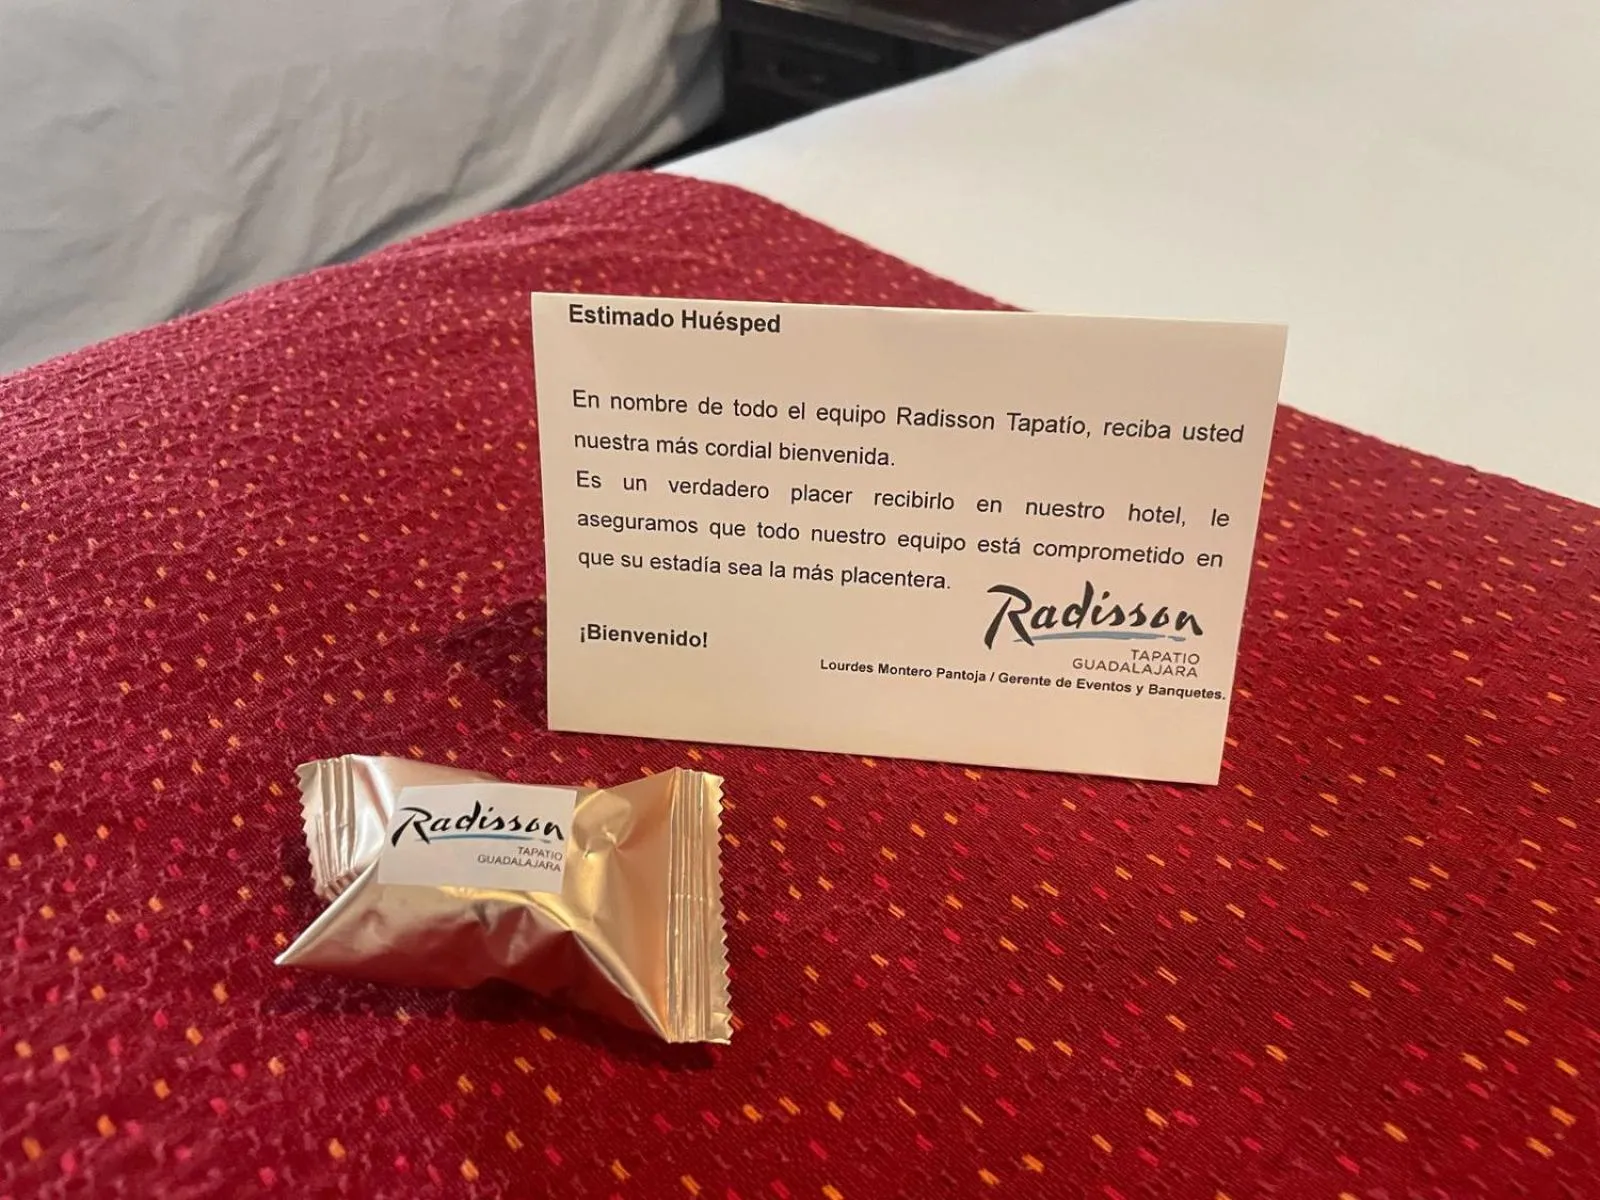 Estimado Huésped
En nombre de todo el equipo Radisson Tapatío, reciba usted
nuestra más cordial bienvenida.
Es un verdadero placer recibirlo en nuestro hotel, le
aseguramos que todo nuestro equipo está comprometido en
que su estadía sea la más placentera.
Radisson
TAPATIO
GUADALAJARA
¡Bienvenido!
Lourdes Montero Pantoja / Gerente de Eventos y Banquetes.
Radisson
TAPATIO
GUADALAJARA